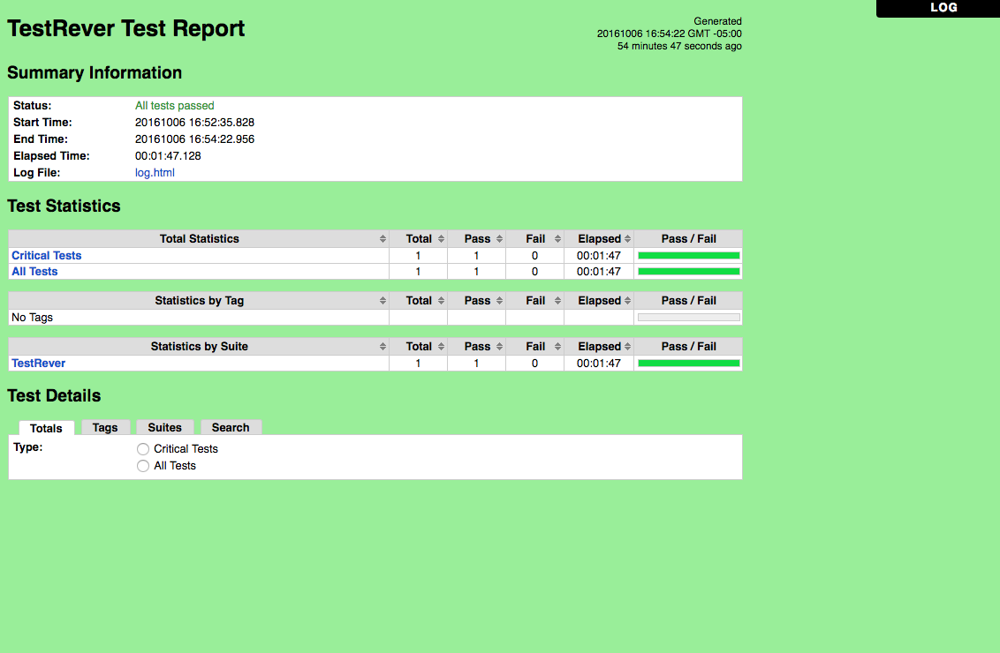 LOG
TestRever Test Report
Generated
20161006 16:54:22 GMT -05:00
54 minutes 47 seconds ago
Summary Information
Status: All tests passed
Start Time: 20161006 16:52:35.828
End Time: 20161006 16:54:22.956
Elapsed Time: 00:01:47.128
Log File: log.html
Test Statistics
Total Statistics Total Pass Fail Elapsed Pass / Fail
Critical Tests 1 1 0 00:01:47
All Tests 1 1 0 00:01:47
Statistics by Tag Total Pass Fail Elapsed Pass / Fail
No Tags
Statistics by Suite Total Pass Fail Elapsed Pass / Fail
TestRever 1 1 0 00:01:47
Test Details
Totals Tags Suites Search
Type: Critical Tests
All Tests